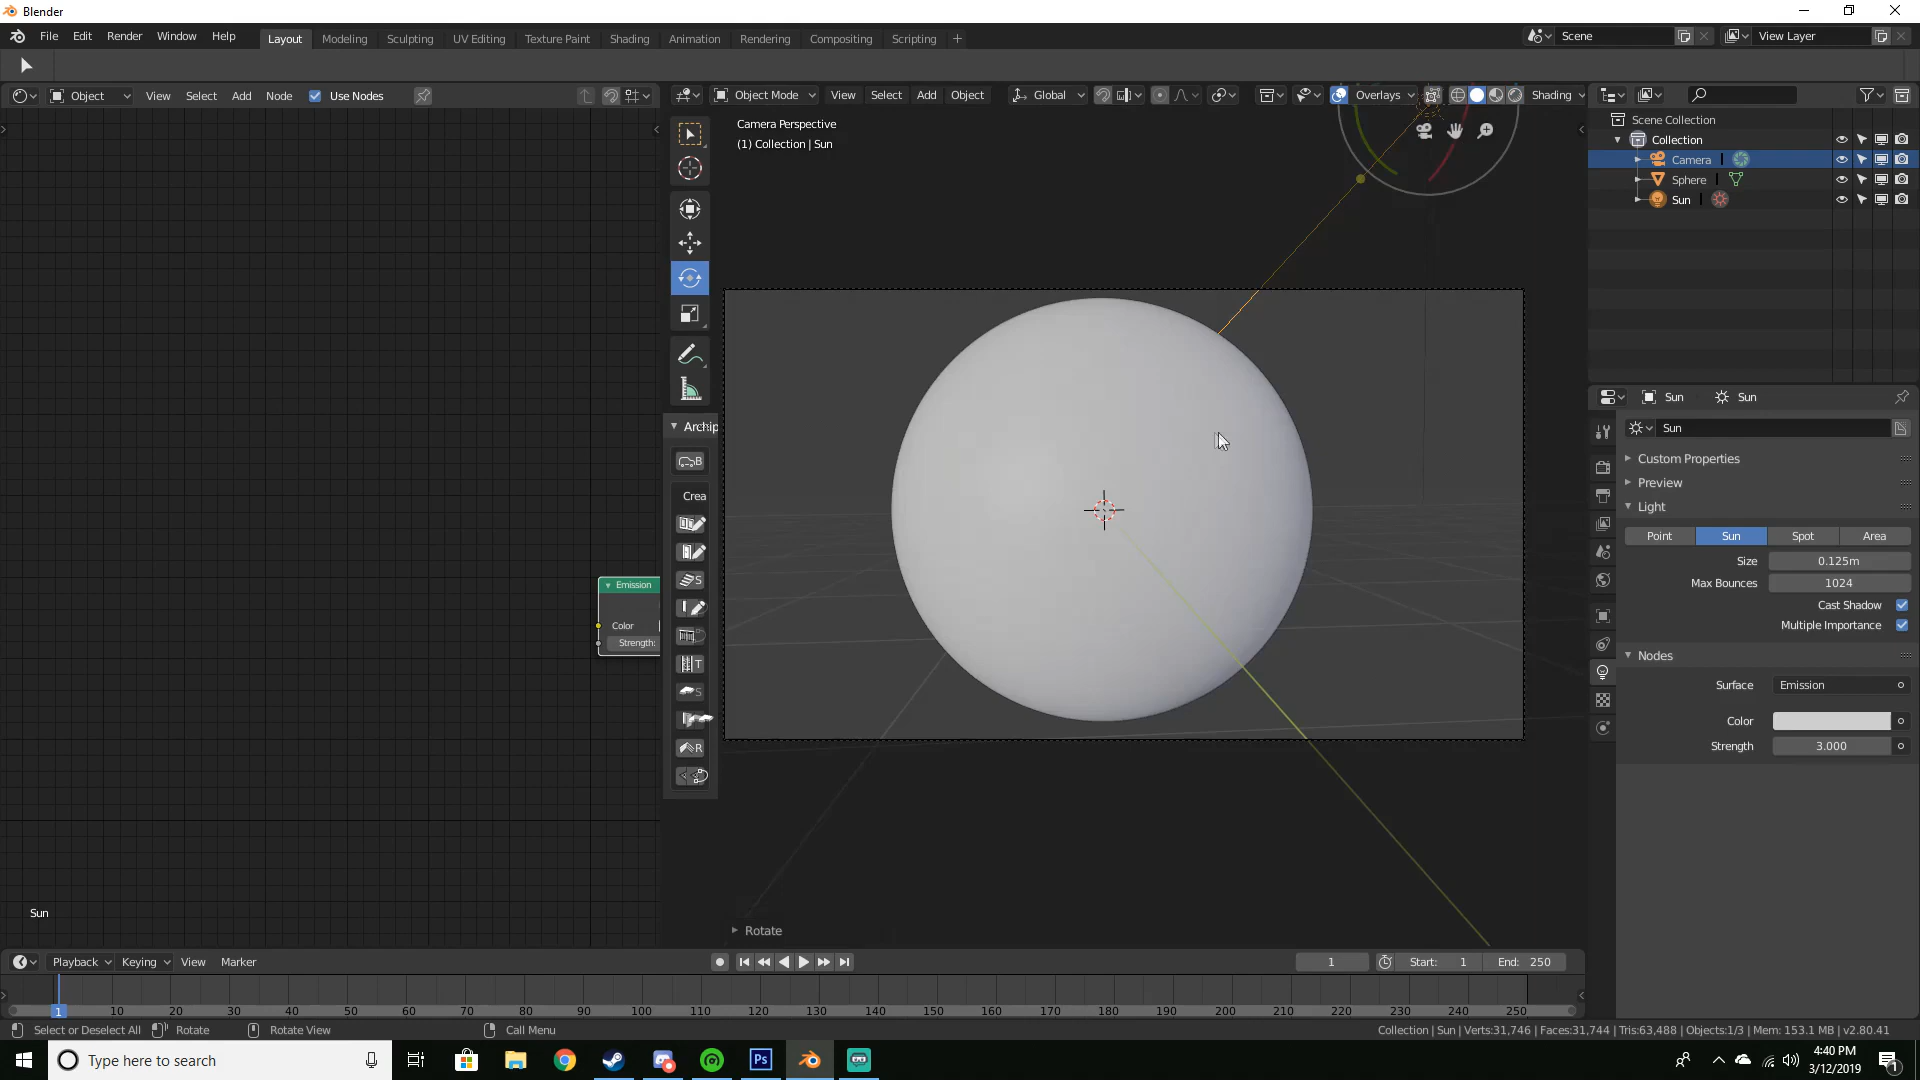 Blender
File Edit Render Window Help
Layout Modeling Sculpting UV Editing Texture Paint Shading Animation Rendering Compositing Scripting +
Scene
View Layer
Object View Select Add Node Use Nodes
Object Mode View Select Add Object Global Overlays Shading
Camera Perspective
(1) Collection | Sun
Scene Collection
Collection
Camera
Sphere
Sun
Archip
B
Crea
S
T
S
R
Emission
Color
Strength:
Sun Sun
Sun
Custom Properties
Preview
Light
Point Sun Spot Area
Size 0.125m
Max Bounces 1024
Cast Shadow
Multiple Importance
Nodes
Surface Emission
Color
Strength 3.000
Sun
Rotate
Playback Keying View Marker
1 Start: 1 End: 250
1 10 20 30 40 50 60 70 80 90 100 110 120 130 140 150 160 170 180 190 200 210 220 230 240 250
Select or Deselect All Rotate Rotate View Call Menu
Collection | Sun | Verts:31,746 | Faces:31,744 | Tris:63,488 | Objects:1/3 | Mem: 153.1 MB | v2.80.41
Type here to search
Ps
4:40 PM
3/12/2019
1